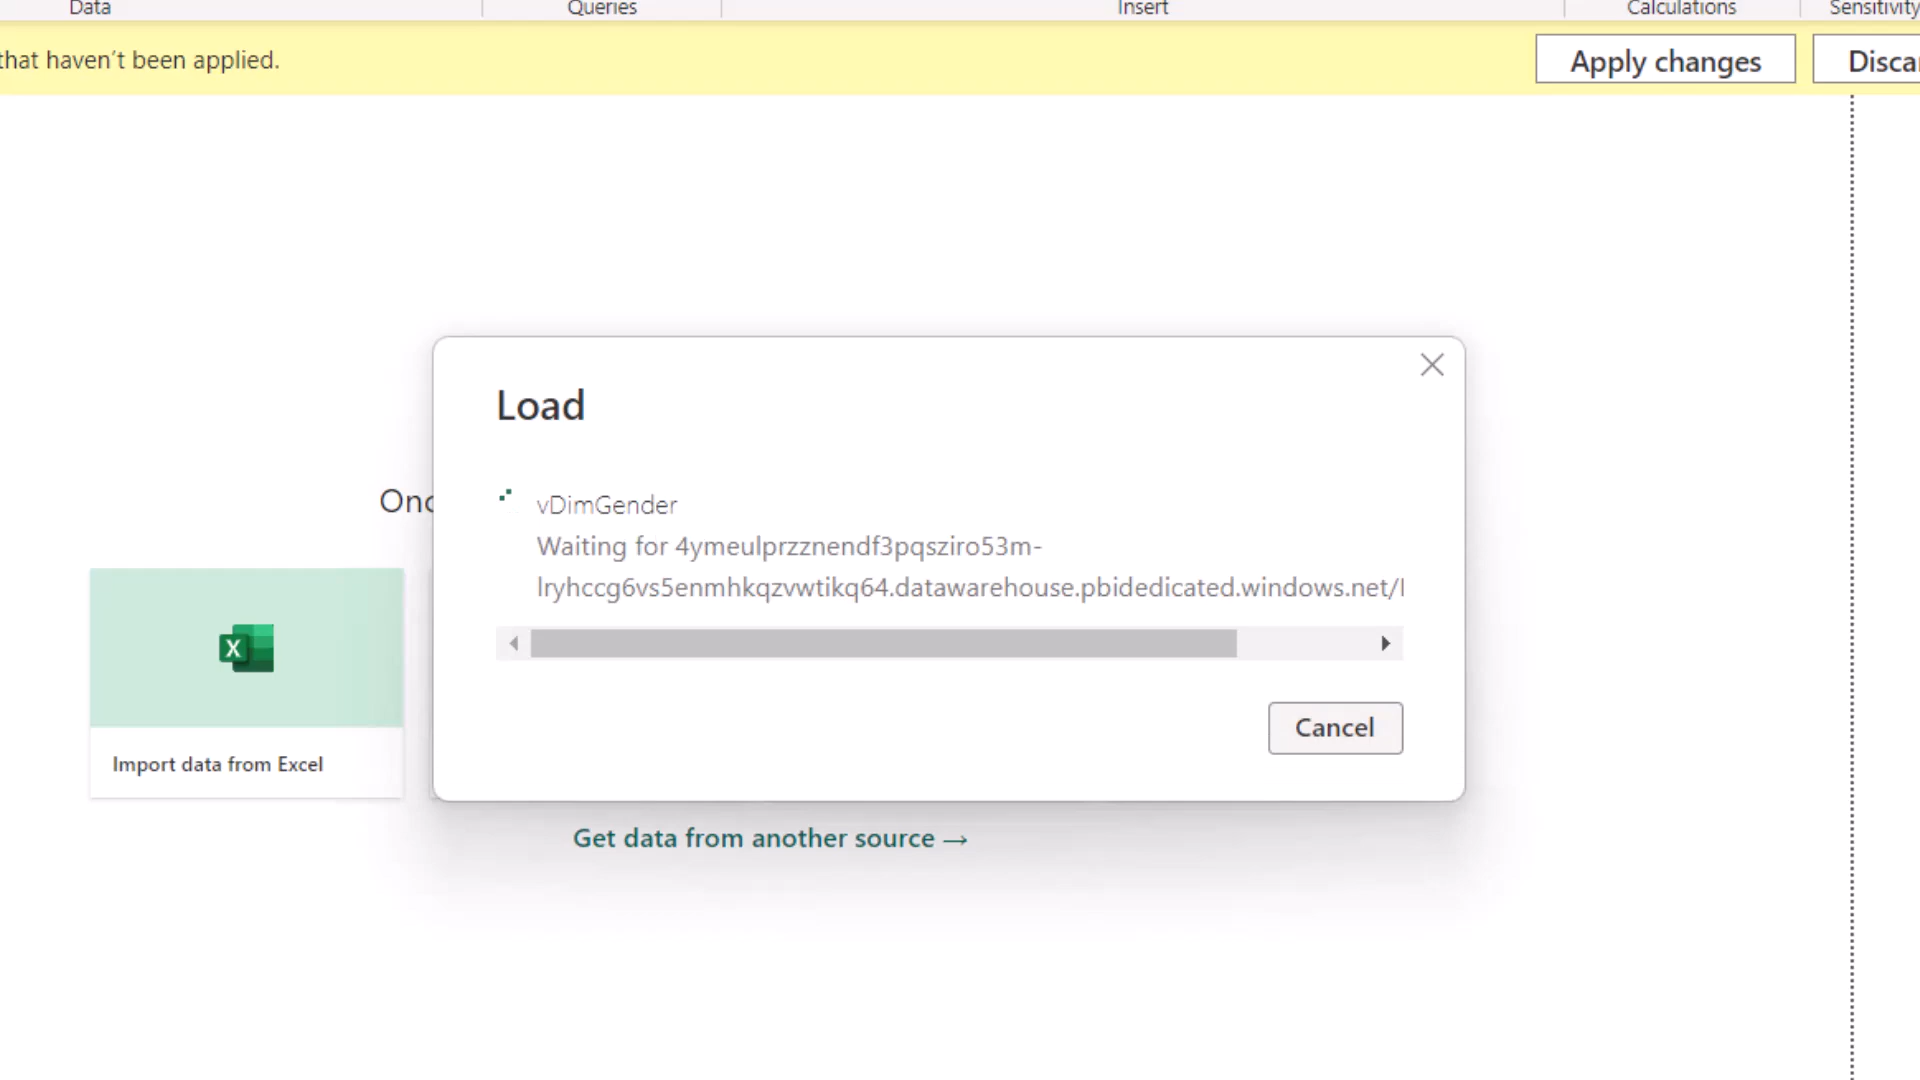 Data Queries Insert Calculations Sensitivity
that haven't been applied. Apply changes
Load
vDimGender
Waiting for 4ymeulprzznendf3pqsziro53m-
lryhccg6vs5enmhkqzvwtikq64.datawarehouse.pbidedicated.windows.net/
Cancel
X
Import data from Excel
Get data from another source →